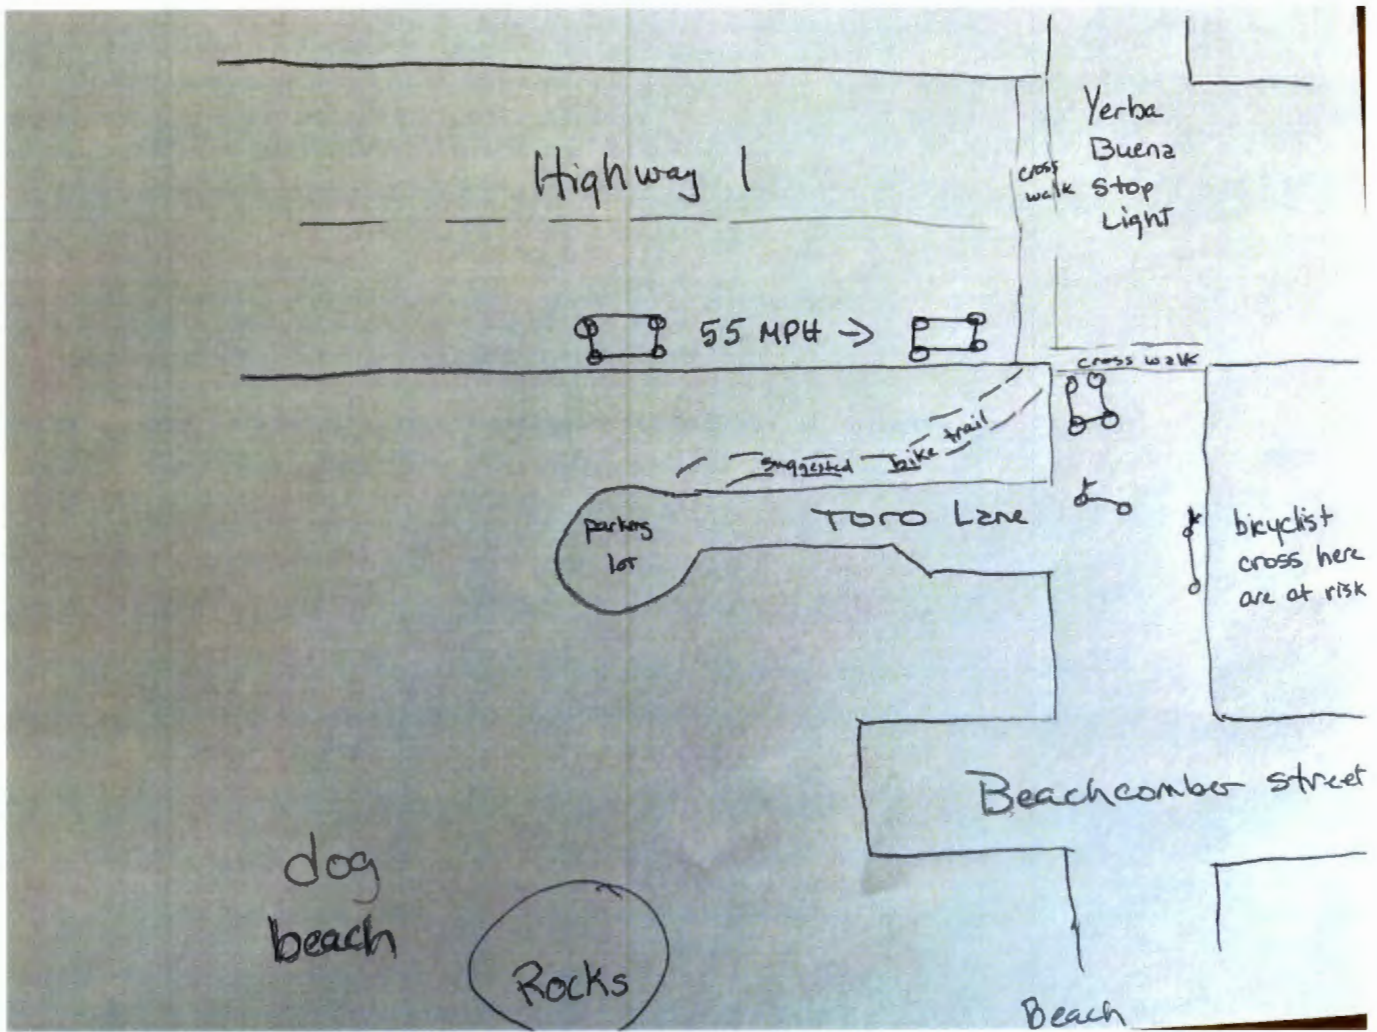 Yerba
Buena
Stop
Light
cross
walk
Highway 1
55 MPH →
cross walk
suggested bike trail
Toro Lane
parking
lot
bicyclist
cross here
are at risk
Beachcomber street
dog
beach
Rocks
Beach